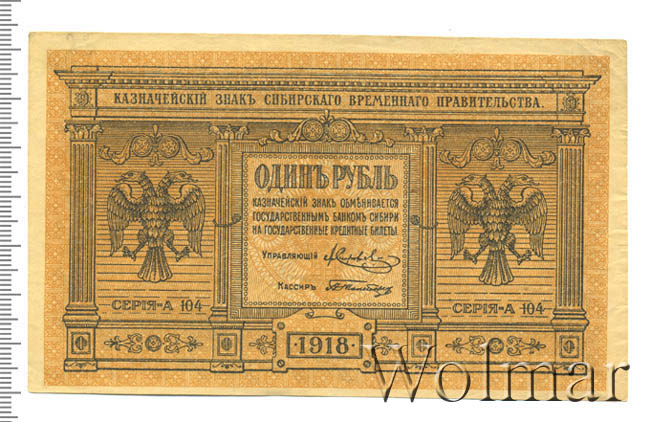 КАЗНАЧЕЙСКІЙ ЗНАКЪ СИБИРСКАГО ВРЕМЕННАГО ПРАВИТЕЛЬСТВА.
ОДИНЪ РУБЛЬ
КАЗНАЧЕЙСКІЙ ЗНАКЪ ОБМѢНИВАЕТСЯ
ГОСУДАРСТВЕННЫМЪ БАНКОМЪ СИБИРИ
НА ГОСУДАРСТВЕННЫЕ КРЕДИТНЫЕ БИЛЕТЫ
УПРАВЛЯЮЩІЙ
КАССИРЪ
СЕРІЯ-А 104
СЕРІЯ-А 104
·1918·
Wolmar